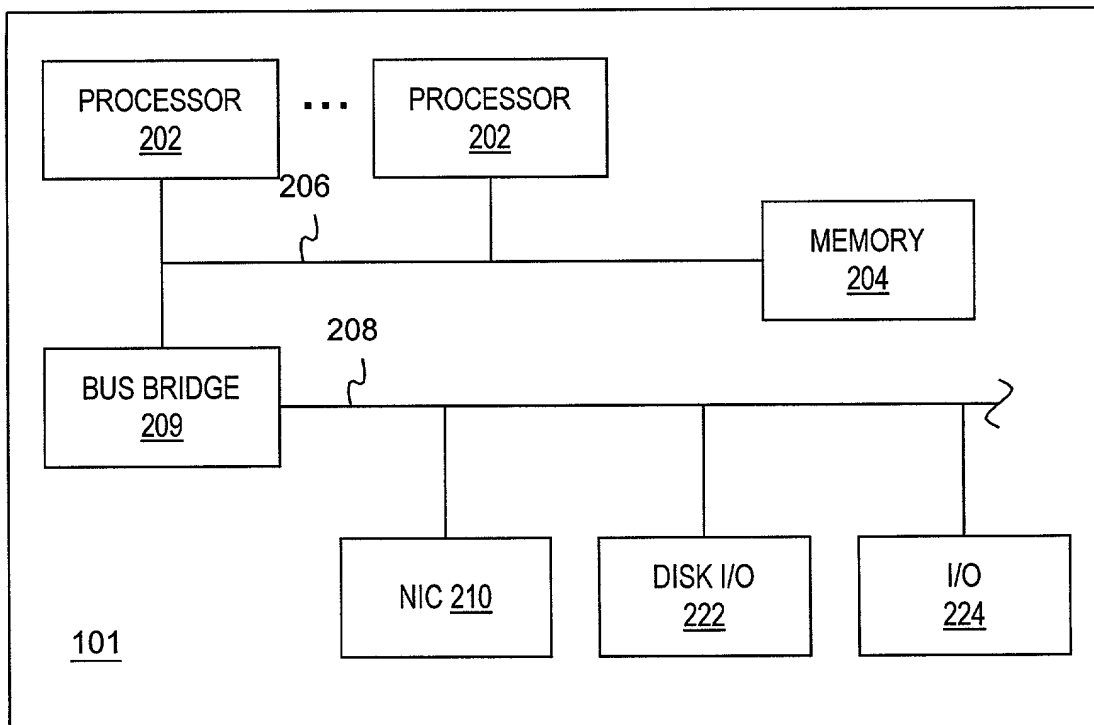 PROCESSOR
202
...
PROCESSOR
202
206
MEMORY
204
208
BUS BRIDGE
209
NIC 210
DISK I/O
222
I/O
224
101